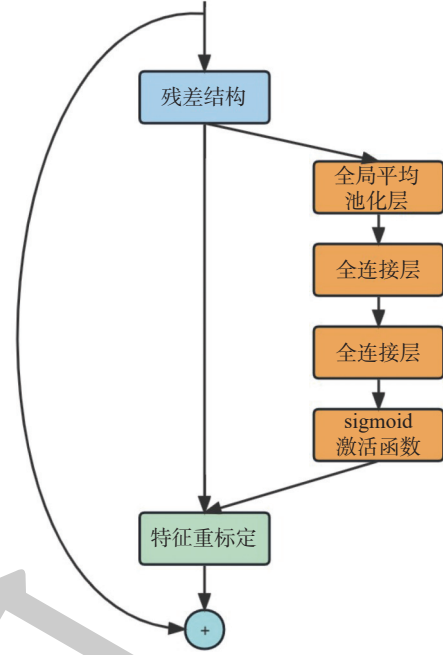 残差结构
全局平均
池化层
全连接层
全连接层
sigmoid
激活函数
特征重标定
+